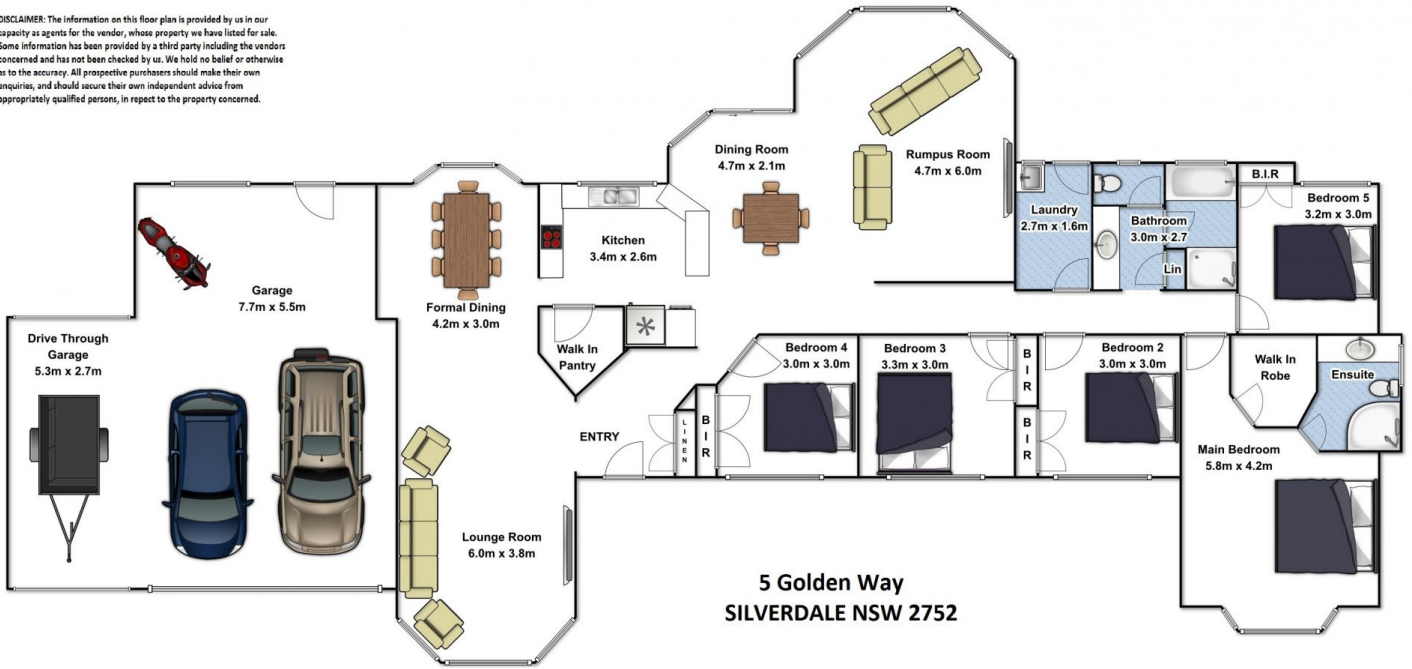 DISCLAIMER: The information on this floor plan is provided by us in our
capacity as agents for the vendor, whose property we have listed for sale.
Some information has been provided by a third party including the vendors
concerned and has not been checked by us. We hold no belief or otherwise
as to the accuracy. All prospective purchasers should make their own
enquiries, and should secure their own independent advice from
appropriately qualified persons, in repect to the property concerned.
Dining Room
4.7m x 2.1m
Rumpus Room
4.7m x 6.0m
B.I.R
Bedroom 5
3.2m x 3.0m
Laundry
2.7m x 1.6m
Bathroom
3.0m x 2.7
Lin
Kitchen
3.4m x 2.6m
Garage
7.7m x 5.5m
Formal Dining
4.2m x 3.0m
Drive Through
Garage
5.3m x 2.7m
Walk In
Pantry
Bedroom 4
3.0m x 3.0m
Bedroom 3
3.3m x 3.0m
B
I
R
Bedroom 2
3.0m x 3.0m
Walk In
Robe
Ensuite
ENTRY
LINEN
B
I
R
B
I
R
Main Bedroom
5.8m x 4.2m
Lounge Room
6.0m x 3.8m
5 Golden Way
SILVERDALE NSW 2752